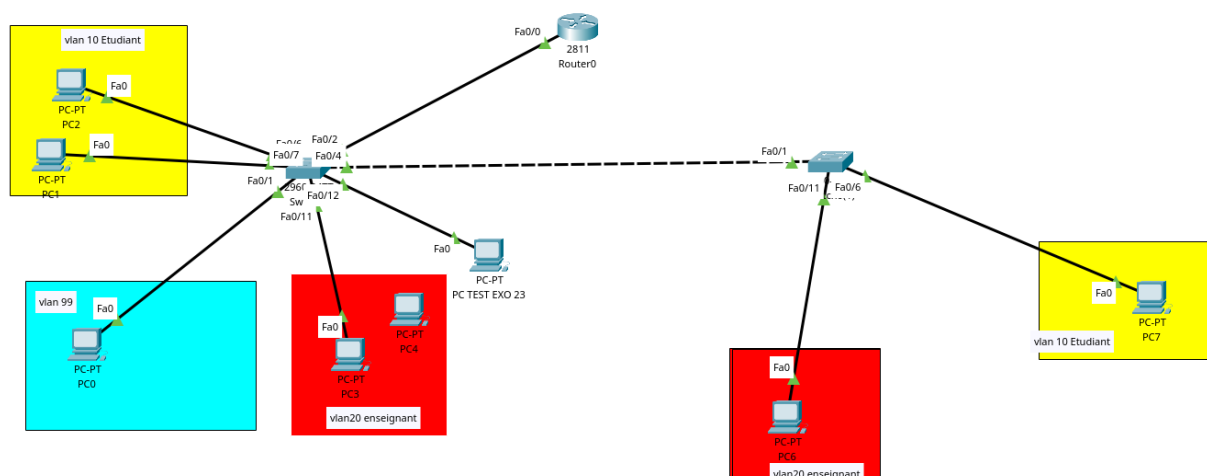 vlan 10 Etudiant
Fa0
PC-PT
PC2
Fa0
PC-PT
PC1
Fa0/0
2811
Router0
Fa0/2
Fa0/7
Fa0/4
Fa0/1
Fa0/12
Fa0/11
Fa0/1
Fa0/11
Fa0/6
Fa0
PC-PT
PC TEST EXO 23
vlan 99
Fa0
PC-PT
PC0
PC-PT
PC4
Fa0
PC-PT
PC3
vlan20 enseignant
Fa0
PC-PT
PC7
vlan 10 Etudiant
Fa0
PC-PT
PC6
vlan20 enseignant